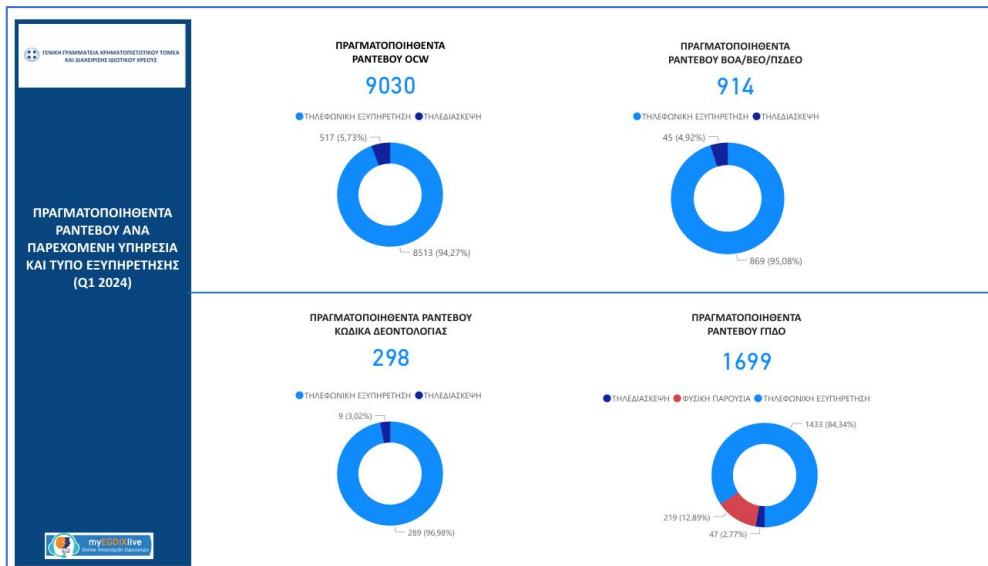 ΓΕΝΙΚΗ ΓΡΑΜΜΑΤΕΙΑ ΧΡΗΜΑΤΟΠΙΣΤΩΤΙΚΟΥ ΤΟΜΕΑ
ΚΑΙ ΔΙΑΧΕΙΡΙΣΗΣ ΙΔΙΩΤΙΚΟΥ ΧΡΕΟΥΣ
ΠΡΑΓΜΑΤΟΠΟΙΗΘΕΝΤΑ
ΡΑΝΤΕΒΟΥ ΑΝΑ
ΠΑΡΕΧΟΜΕΝΗ ΥΠΗΡΕΣΙΑ
ΚΑΙ ΤΥΠΟ ΕΞΥΠΗΡΕΤΗΣΗΣ
(Q1 2024)
myEGDIXlive
Online Υποστήριξη Οφειλετών
ΠΡΑΓΜΑΤΟΠΟΙΗΘΕΝΤΑ
ΡΑΝΤΕΒΟΥ OCW
9030
ΤΗΛΕΦΩΝΙΚΗ ΕΞΥΠΗΡΕΤΗΣΗ ΤΗΛΕΔΙΑΣΚΕΨΗ
517 (5,73%)
8513 (94,27%)
ΠΡΑΓΜΑΤΟΠΟΙΗΘΕΝΤΑ
ΡΑΝΤΕΒΟΥ ΒΟΑ/ΒΕΟ/ΠΣΔΕΟ
914
ΤΗΛΕΦΩΝΙΚΗ ΕΞΥΠΗΡΕΤΗΣΗ ΤΗΛΕΔΙΑΣΚΕΨΗ
45 (4,92%)
869 (95,08%)
ΠΡΑΓΜΑΤΟΠΟΙΗΘΕΝΤΑ ΡΑΝΤΕΒΟΥ
ΚΩΔΙΚΑ ΔΕΟΝΤΟΛΟΓΙΑΣ
298
ΤΗΛΕΦΩΝΙΚΗ ΕΞΥΠΗΡΕΤΗΣΗ ΤΗΛΕΔΙΑΣΚΕΨΗ
9 (3,02%)
289 (96,98%)
ΠΡΑΓΜΑΤΟΠΟΙΗΘΕΝΤΑ
ΡΑΝΤΕΒΟΥ ΓΠΔΟ
1699
ΤΗΛΕΔΙΑΣΚΕΨΗ ΦΥΣΙΚΗ ΠΑΡΟΥΣΙΑ ΤΗΛΕΦΩΝΙΚΗ ΕΞΥΠΗΡΕΤΗΣΗ
1433 (84,34%)
219 (12,89%)
47 (2,77%)